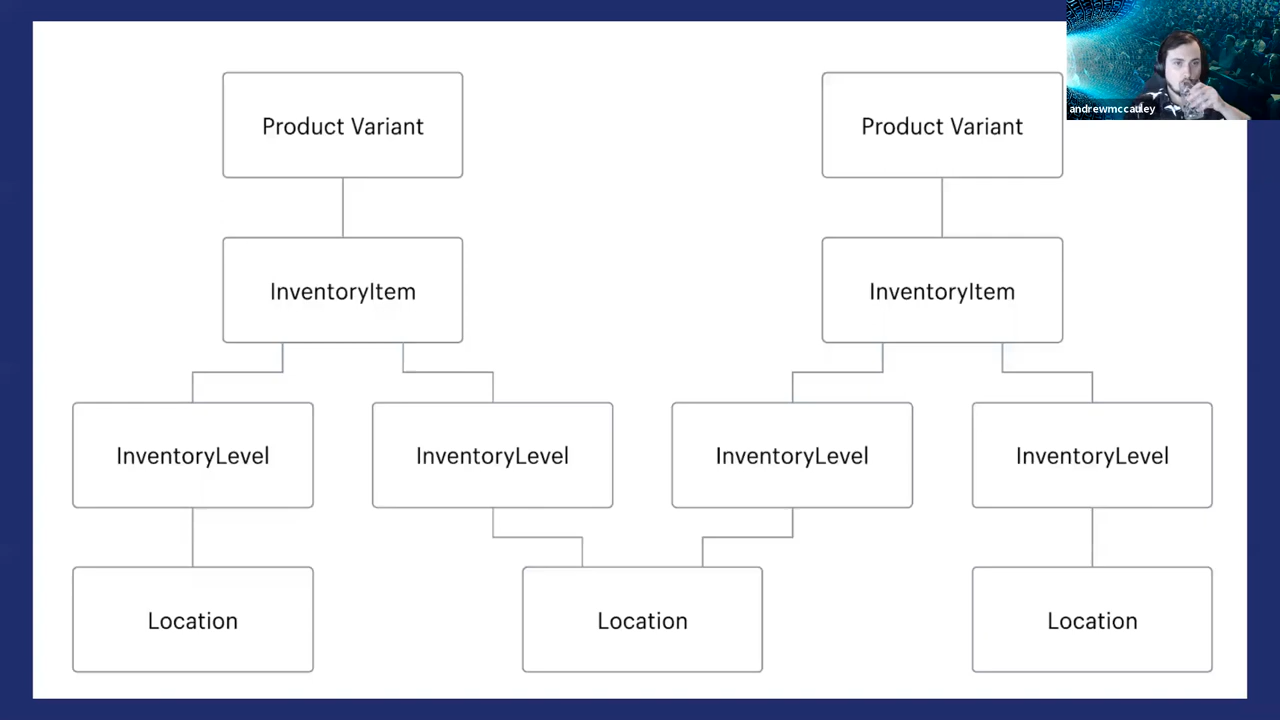 andrewmccauley
Product Variant
Product Variant
InventoryItem
InventoryItem
InventoryLevel
InventoryLevel
InventoryLevel
InventoryLevel
Location
Location
Location